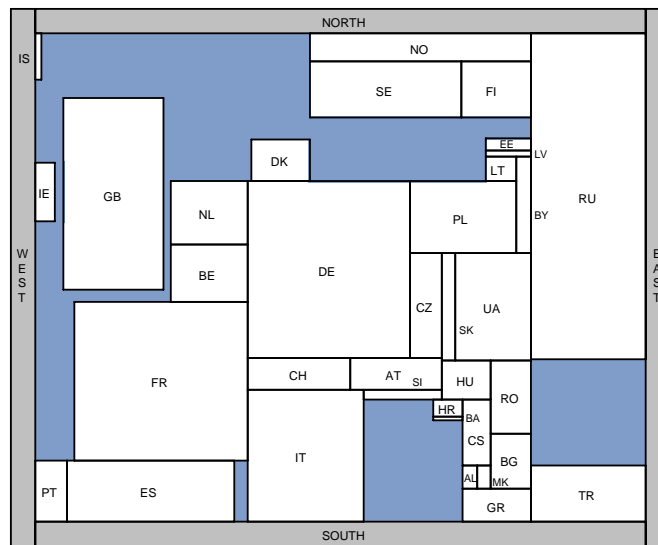 NORTH
IS
NO
SE
FI
EE
LV
DK
LT
IE
GB
RU
NL
PL
BY
WEST
EAST
BE
DE
CZ
UA
SK
FR
CH
AT
SI
HU
RO
HR
BA
CS
IT
BG
AL
MK
PT
ES
GR
TR
SOUTH